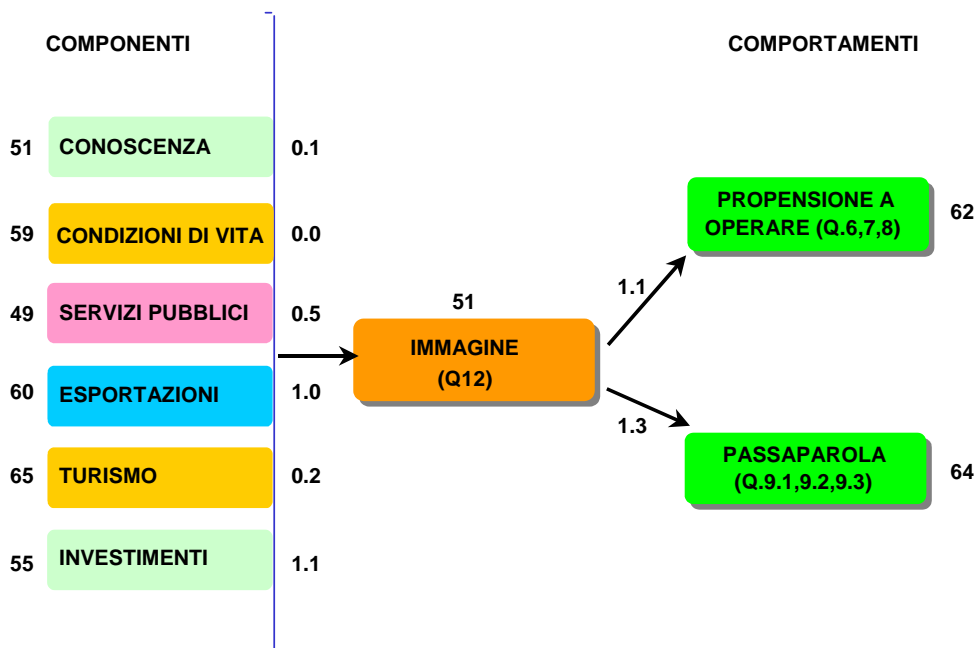 COMPONENTI
COMPORTAMENTI
51 CONOSCENZA 0.1
59 CONDIZIONI DI VITA 0.0
49 SERVIZI PUBBLICI 0.5
60 ESPORTAZIONI 1.0
65 TURISMO 0.2
55 INVESTIMENTI 1.1
51
IMMAGINE
(Q12)
1.1
1.3
PROPENSIONE A
OPERARE (Q.6,7,8)
62
PASSAPAROLA
(Q.9.1,9.2,9.3)
64